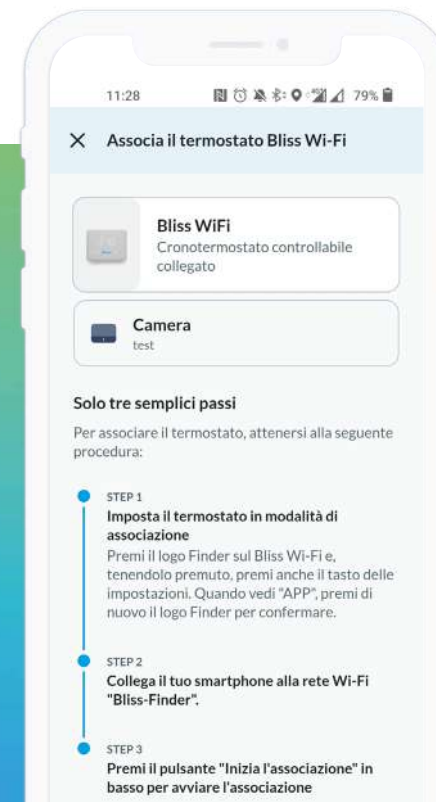 11:28
79%
Associa il termostato Bliss Wi-Fi
Bliss WiFi
Cronotermostato controllabile
collegato
Camera
test
Solo tre semplici passi
Per associare il termostato, attenersi alla seguente
procedura:
STEP 1
Imposta il termostato in modalità di
associazione
Premi il logo Finder sul Bliss Wi-Fi e,
tenendolo premuto, premi anche il tasto delle
impostazioni. Quando vedi "APP", premi di
nuovo il logo Finder per confermare.
STEP 2
Collega il tuo smartphone alla rete Wi-Fi
"Bliss-Finder".
STEP 3
Premi il pulsante "Inizia l'associazione" in
basso per avviare l'associazione